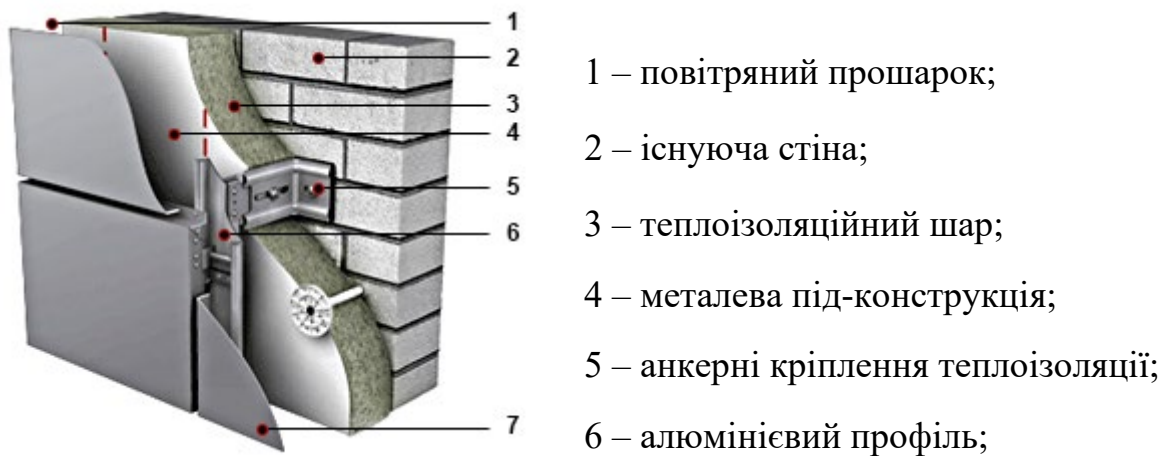 1
2
3
4
5
6
7
1 – повітряний прошарок;
2 – існуюча стіна;
3 – теплоізоляційний шар;
4 – металева під-конструкція;
5 – анкерні кріплення теплоізоляції;
6 – алюмінієвий профіль;